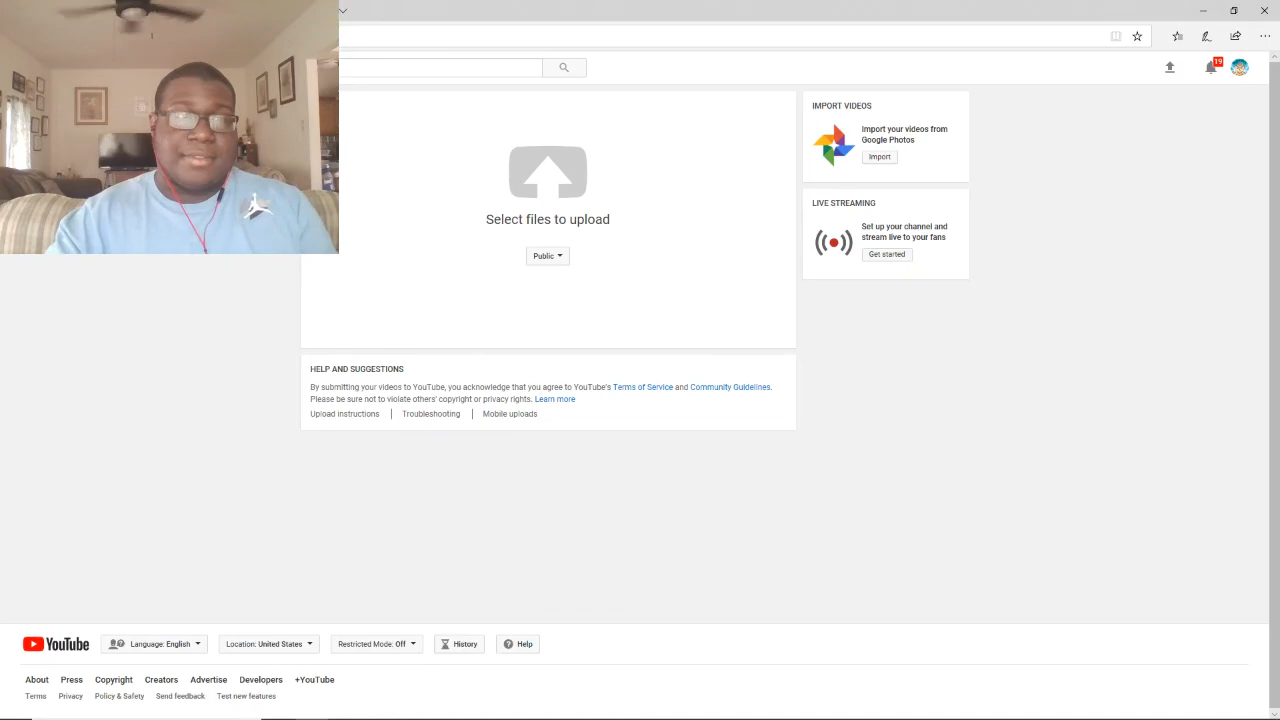 19
IMPORT VIDEOS
Import your videos from
Google Photos
Import
Select files to upload
Public
LIVE STREAMING
Set up your channel and
stream live to your fans
Get started
HELP AND SUGGESTIONS
By submitting your videos to YouTube, you acknowledge that you agree to YouTube's Terms of Service and Community Guidelines.
Please be sure not to violate others' copyright or privacy rights. Learn more
Upload instructions | Troubleshooting | Mobile uploads
YouTube Language: English Location: United States Restricted Mode: Off History Help
About Press Copyright Creators Advertise Developers +YouTube
Terms Privacy Policy & Safety Send feedback Test new features